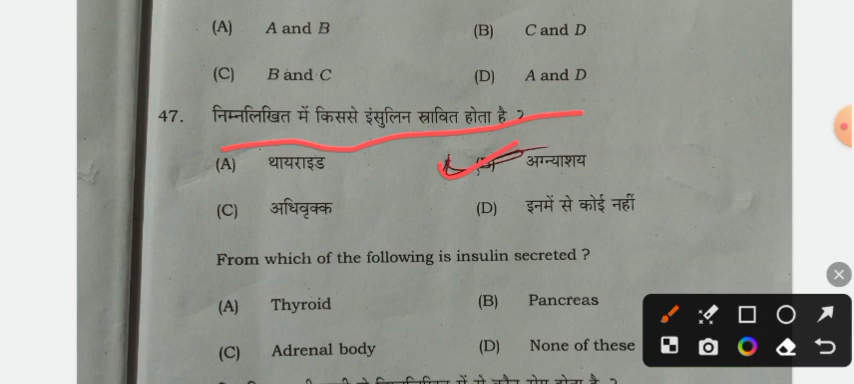 (A) A and B (B) C and D
(C) B and C (D) A and D
47. निम्नलिखित में किससे इंसुलिन स्रावित होता है ?
(A) थायराइड (B) अग्न्याशय
(C) अधिवृक्क (D) इनमें से कोई नहीं
From which of the following is insulin secreted ?
(A) Thyroid (B) Pancreas
(C) Adrenal body (D) None of these